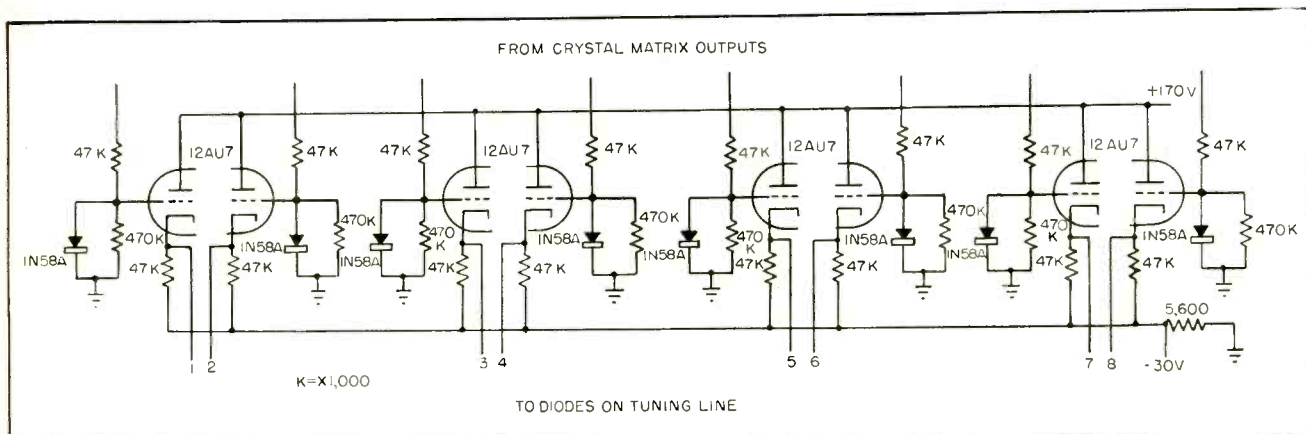 FROM CRYSTAL MATRIX OUTPUTS
+170V
47K 12AU7 47K 47K 12AU7 47K 47K 12AU7 47K 47K 12AU7 47K
470K 1N58A 470K 1N58A 470K 1N58A 470K 1N58A 470K 1N58A 470K 1N58A 470K 1N58A 470K 1N58A
47K 47K 47K 47K 47K 47K 47K 47K
5,600
1 2 3 4 5 6 7 8 -30V
K=X1,000
TO DIODES ON TUNING LINE